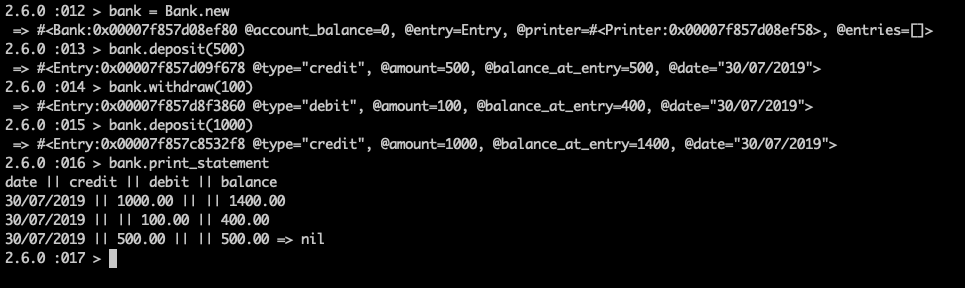 2.6.0 :012 > bank = Bank.new
 => #<Bank:0x00007f857d08ef80 @account_balance=0, @entry=Entry, @printer=#<Printer:0x00007f857d08ef58>, @entries=[]>
2.6.0 :013 > bank.deposit(500)
 => #<Entry:0x00007f857d09f678 @type="credit", @amount=500, @balance_at_entry=500, @date="30/07/2019">
2.6.0 :014 > bank.withdraw(100)
 => #<Entry:0x00007f857d8f3860 @type="debit", @amount=100, @balance_at_entry=400, @date="30/07/2019">
2.6.0 :015 > bank.deposit(1000)
 => #<Entry:0x00007f857c8532f8 @type="credit", @amount=1000, @balance_at_entry=1400, @date="30/07/2019">
2.6.0 :016 > bank.print_statement
date || credit || debit || balance
30/07/2019 || 1000.00 || || 1400.00
30/07/2019 || || 100.00 || 400.00
30/07/2019 || 500.00 || || 500.00 => nil
2.6.0 :017 >